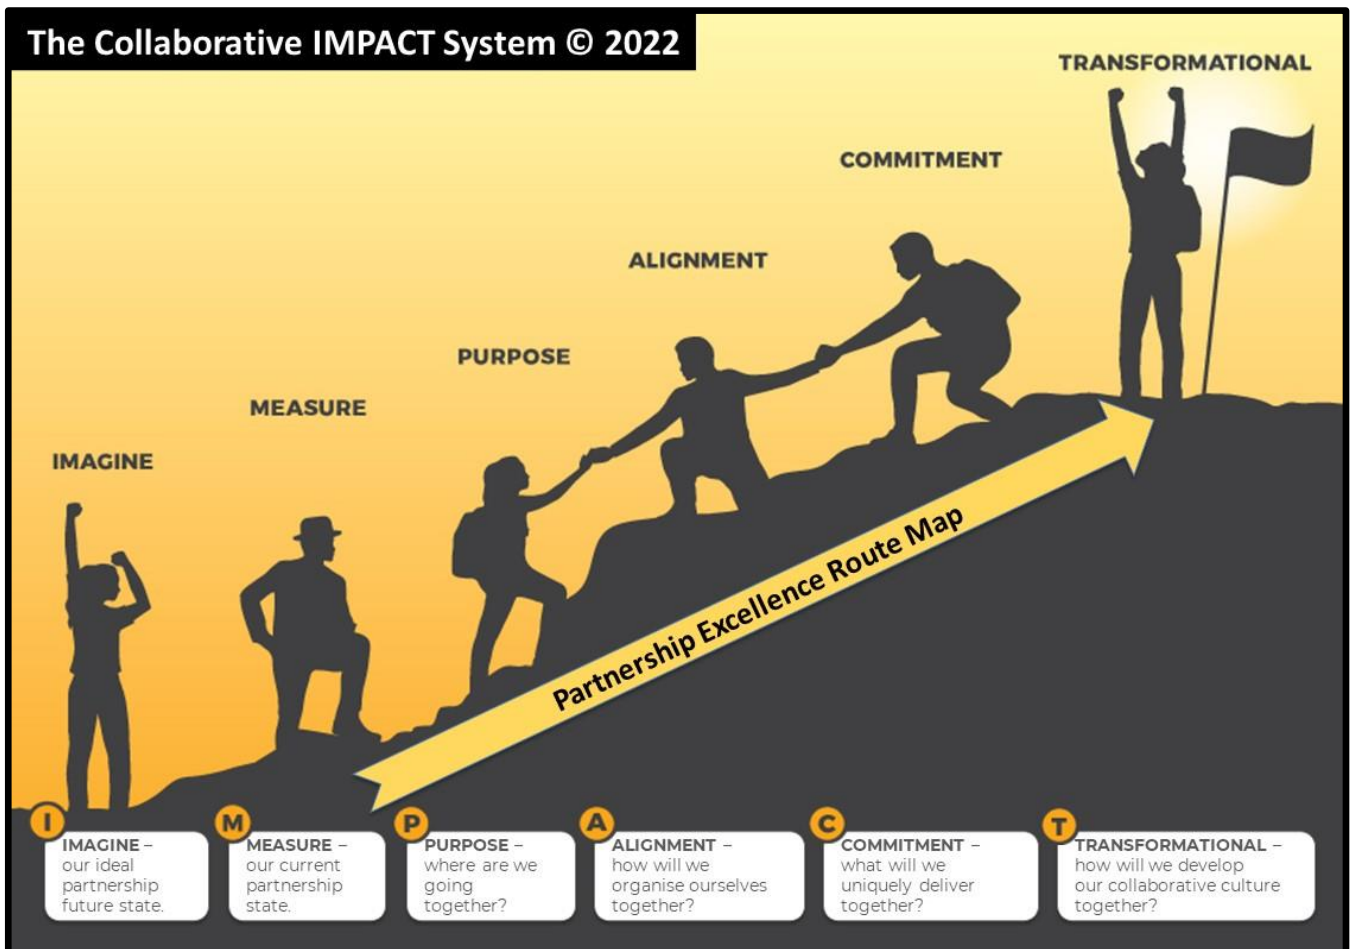 The Collaborative IMPACT System © 2022
TRANSFORMATIONAL
COMMITMENT
ALIGNMENT
PURPOSE
MEASURE
IMAGINE
Partnership Excellence Route Map
I
IMAGINE –
our ideal
partnership
future state.
M
MEASURE –
our current
partnership
state.
P
PURPOSE –
where are we
going
together?
A
ALIGNMENT –
how will we
organise ourselves
together?
C
COMMITMENT –
what will we
uniquely deliver
together?
T
TRANSFORMATIONAL –
how will we develop
our collaborative culture
together?